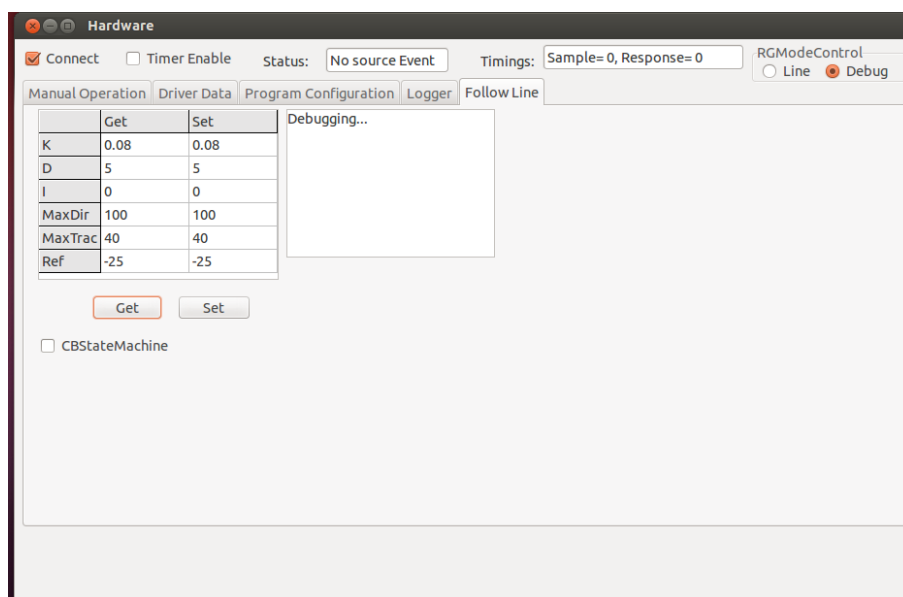 Hardware
Connect Timer Enable Status: No source Event Timings: Sample= 0, Response= 0 RGModeControl
Line Debug
Manual Operation Driver Data Program Configuration Logger Follow Line
Get Set Debugging...
K 0.08 0.08
D 5 5
I 0 0
MaxDir 100 100
MaxTrac 40 40
Ref -25 -25
Get Set
CBStateMachine